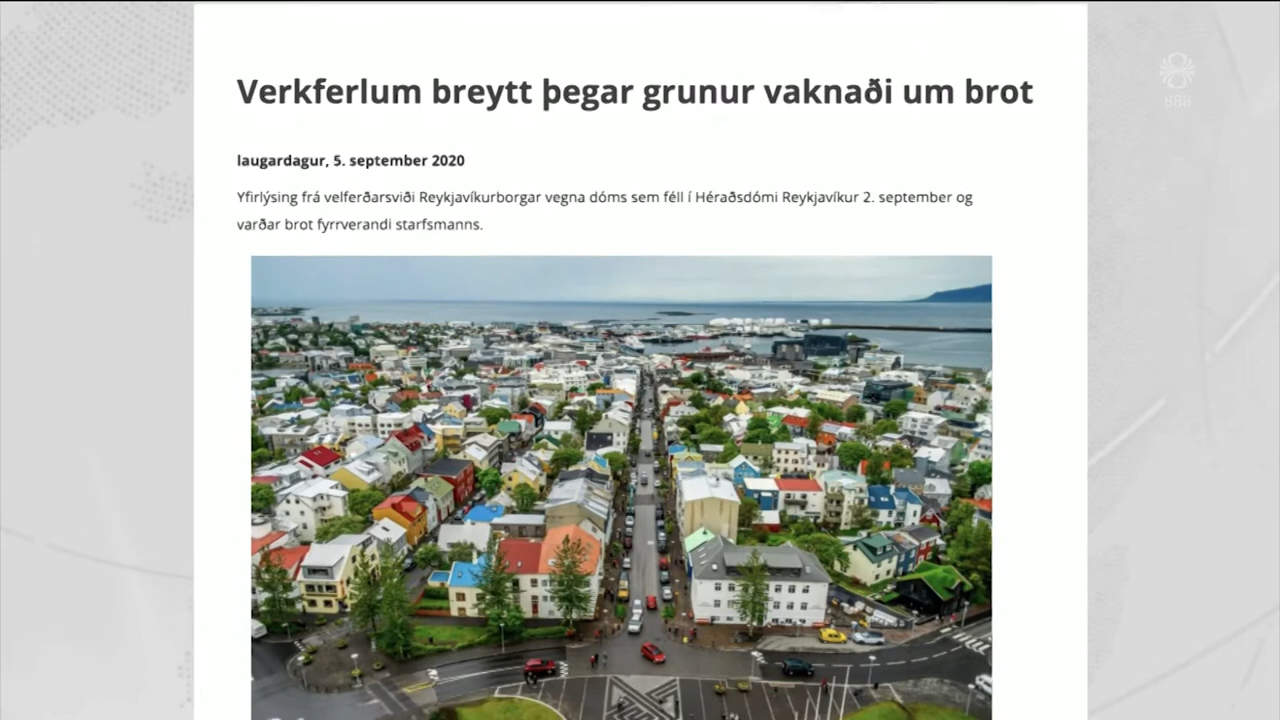 Verkferlum breytt þegar grunur vaknaði um brot
888
laugardagur, 5. september 2020
Yfirlýsing frá velferðarsviði Reykjavíkurborgar vegna dóms sem féll í Héraðsdómi Reykjavíkur 2. september og
varðar brot fyrrverandi starfsmanns.